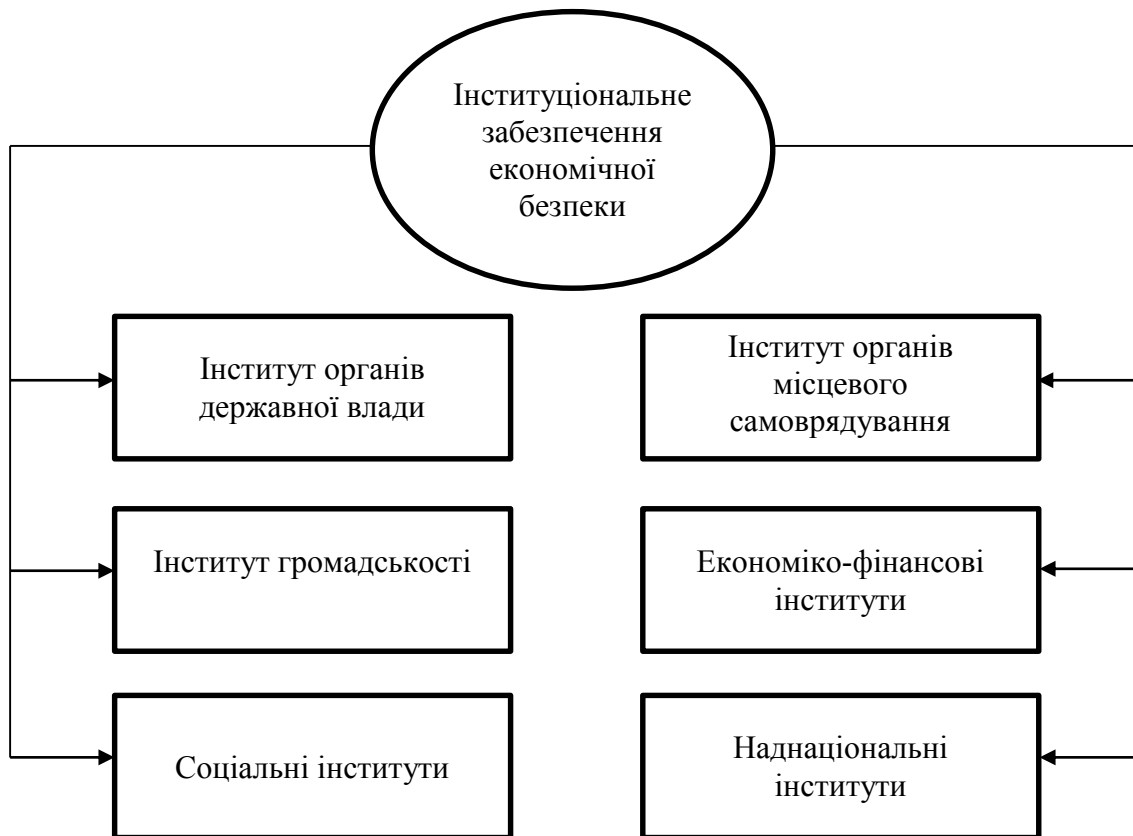 Інституціональне
забезпечення
економічної
безпеки
Інститут органів
державної влади
Інститут органів
місцевого
самоврядування
Інститут громадськості
Економіко-фінансові
інститути
Соціальні інститути
Наднаціональні
інститути